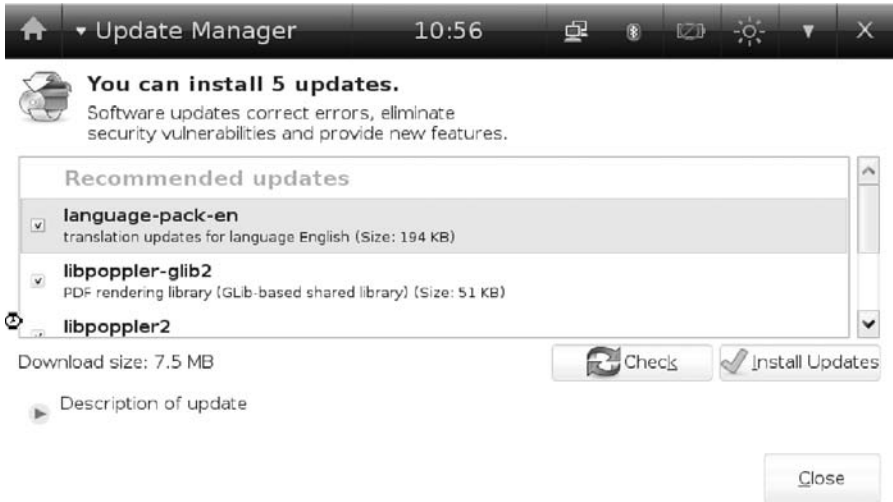 Update Manager 10:56
You can install 5 updates.
Software updates correct errors, eliminate
security vulnerabilities and provide new features.
Recommended updates
language-pack-en
translation updates for language English (Size: 194 KB)
libpoppler-glib2
PDF rendering library (GLib-based shared library) (Size: 51 KB)
libpoppler2
Download size: 7.5 MB
Check
Install Updates
Description of update
Close